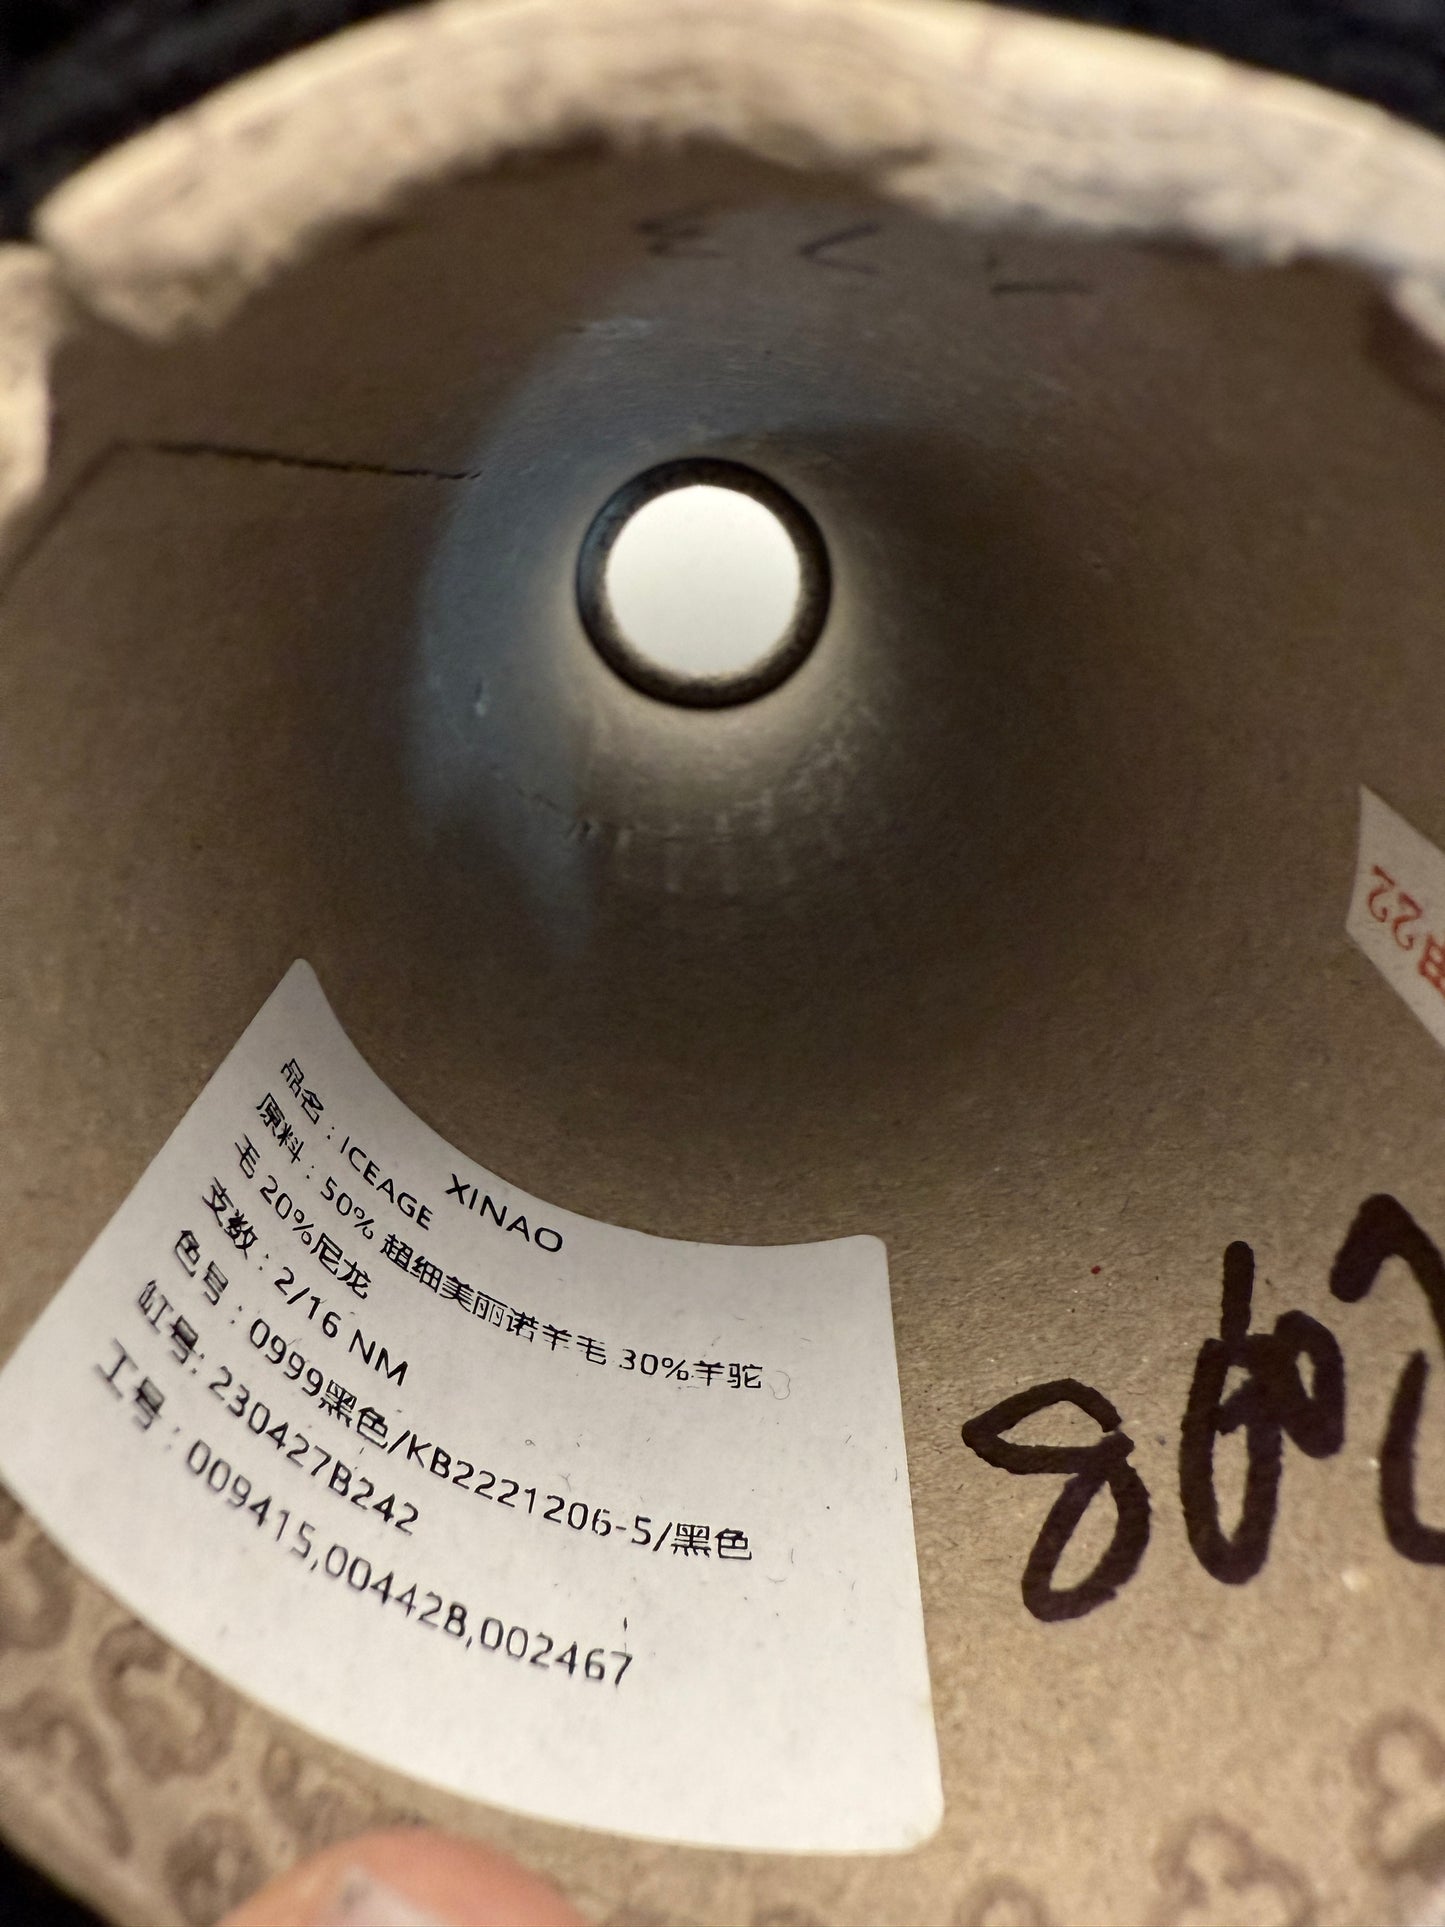 XINAO
品名：ICEAGE
原料：50% 超细美丽诺羊毛 30%羊驼
毛 20%尼龙
支数：2/16 NM
色号：0999黑色/KB2221206-5/黑色
缸号：230427B242
工号：009415,004428,002467